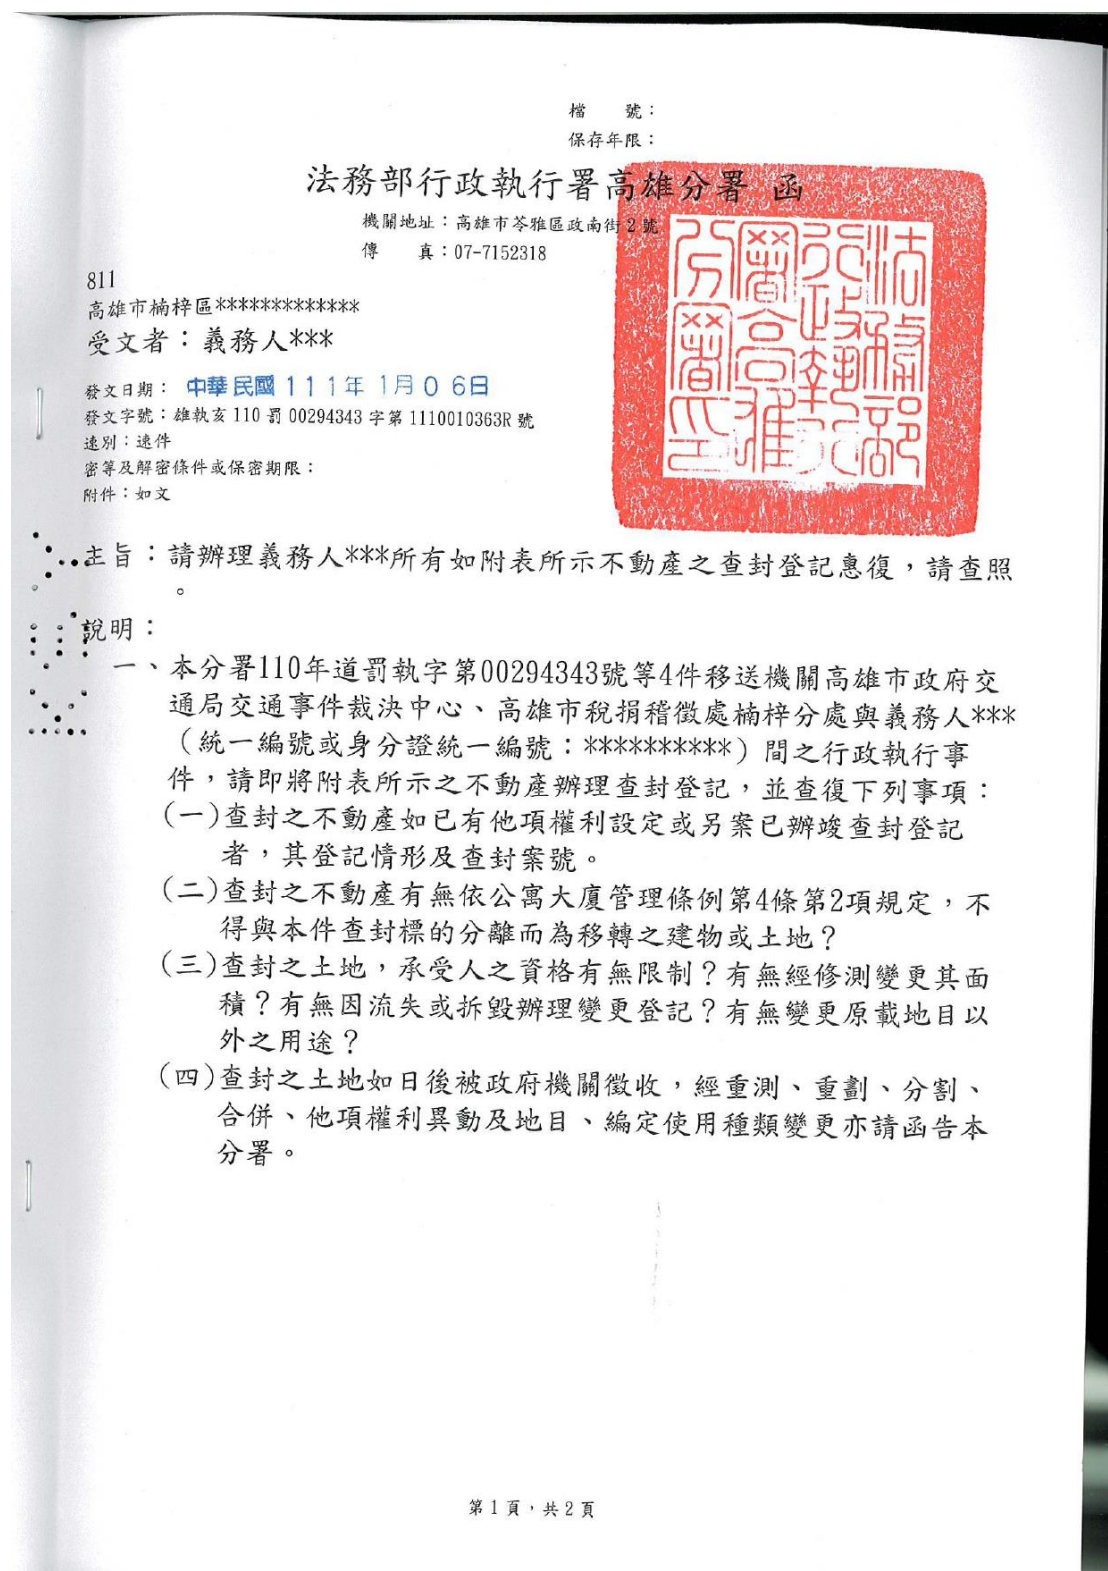 檔　　號：
保存年限：
法務部行政執行署高雄分署　函
機關地址：高雄市苓雅區政南街2號
傳　　真：07-7152318
811
高雄市楠梓區*************
受文者：義務人***
發文日期：中華民國111年1月06日
發文字號：雄執亥110罰00294343字第1110010363R號
速別：速件
密等及解密條件或保密期限：
附件：如文
法務部行政執行署高雄分署印
主旨：請辦理義務人***所有如附表所示不動產之查封登記惠復，請查照
。
說明：
一、本分署110年道罰執字第00294343號等4件移送機關高雄市政府交
通局交通事件裁決中心、高雄市稅捐稽徵處楠梓分處與義務人***
（統一編號或身分證統一編號：**********）間之行政執行事
件，請即將附表所示之不動產辦理查封登記，並查復下列事項：
(一)查封之不動產如已有他項權利設定或另案已辦竣查封登記
者，其登記情形及查封案號。
(二)查封之不動產有無依公寓大廈管理條例第4條第2項規定，不
得與本件查封標的分離而為移轉之建物或土地？
(三)查封之土地，承受人之資格有無限制？有無經修測變更其面
積？有無因流失或拆毀辦理變更登記？有無變更原載地目以
外之用途？
(四)查封之土地如日後被政府機關徵收，經重測、重劃、分割、
合併、他項權利異動及地目、編定使用種類變更亦請函告本
分署。
第1頁，共2頁